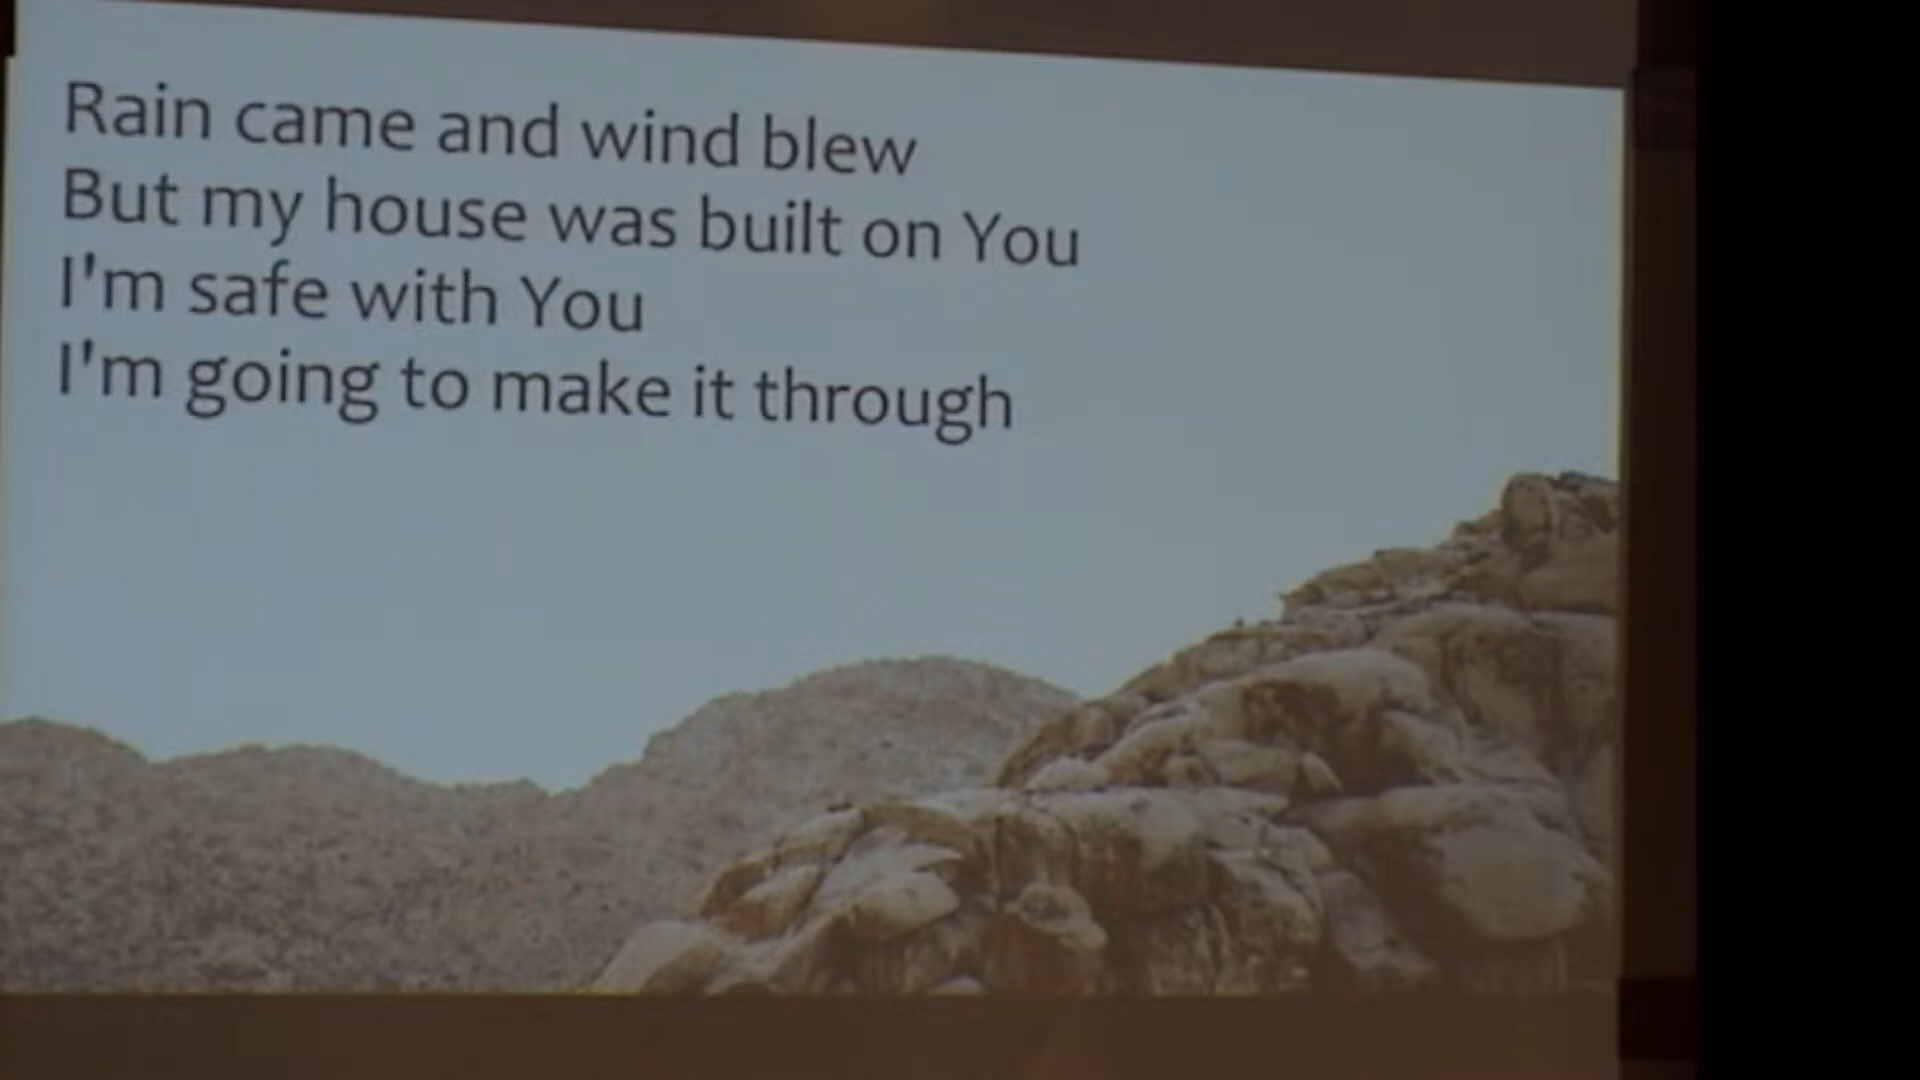 Rain came and wind blew
But my house was built on You
I'm safe with You
I'm going to make it through